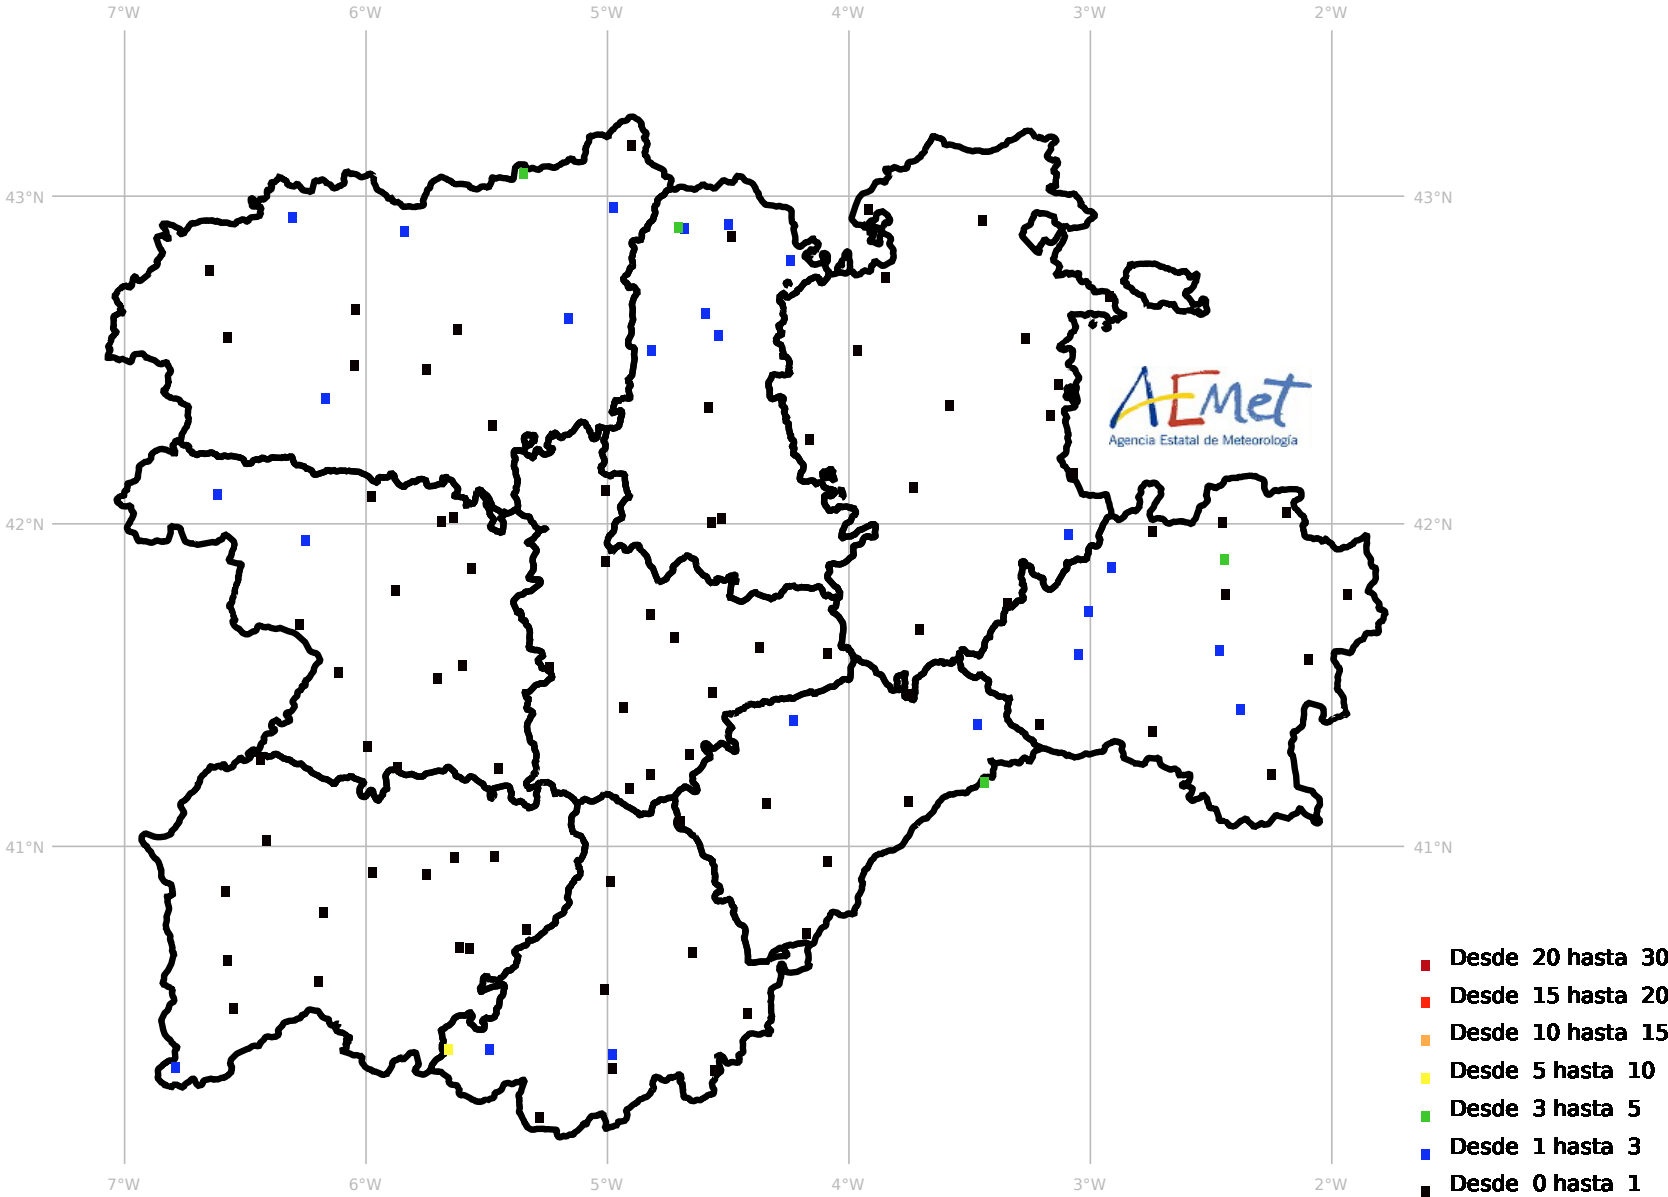 7°W 6°W 5°W 4°W 3°W 2°W
43°N 43°N
AEMet
Agencia Estatal de Meteorología
42°N 42°N
41°N 41°N
Desde 20 hasta 30
Desde 15 hasta 20
Desde 10 hasta 15
Desde 5 hasta 10
Desde 3 hasta 5
Desde 1 hasta 3
Desde 0 hasta 1
7°W 6°W 5°W 4°W 3°W 2°W